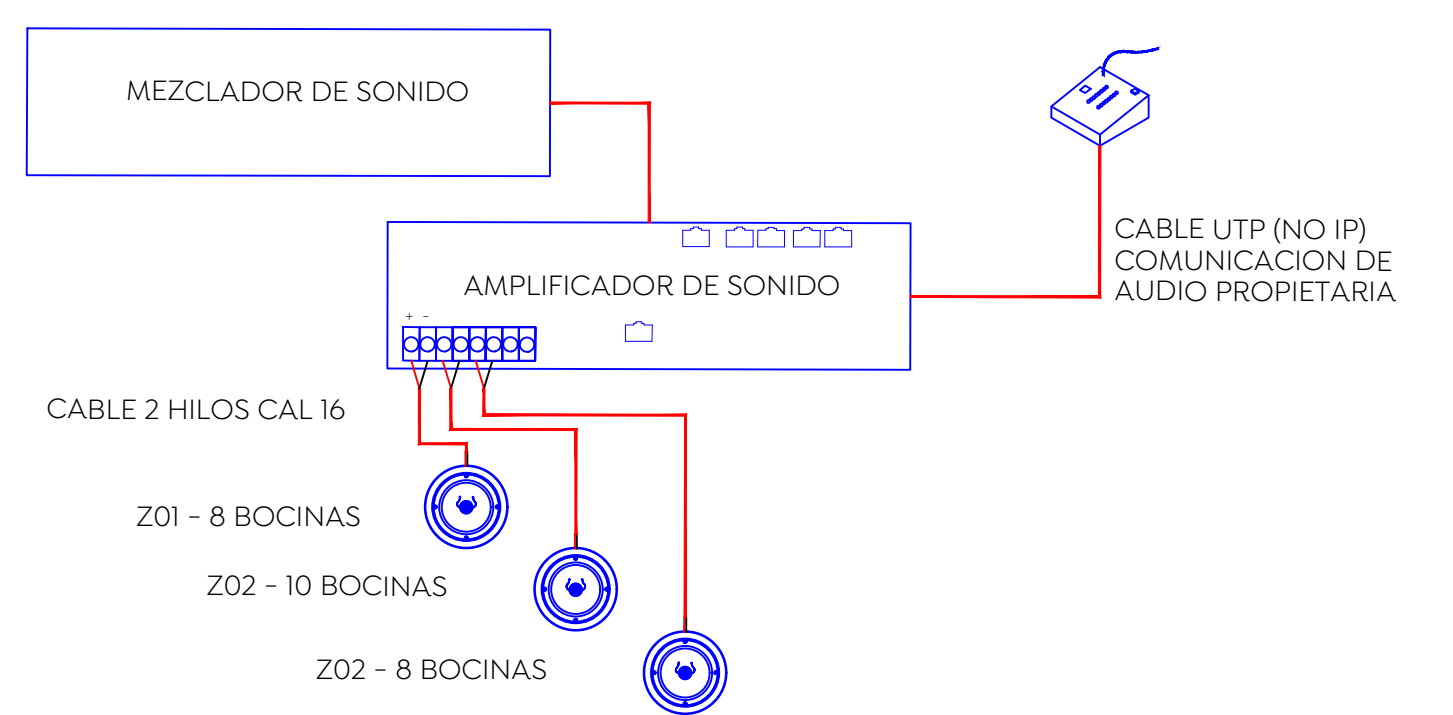 MEZCLADOR DE SONIDO
CABLE UTP (NO IP)
COMUNICACION DE
AUDIO PROPIETARIA
AMPLIFICADOR DE SONIDO
+ -
CABLE 2 HILOS CAL 16
Z01 - 8 BOCINAS
Z02 - 10 BOCINAS
Z02 - 8 BOCINAS